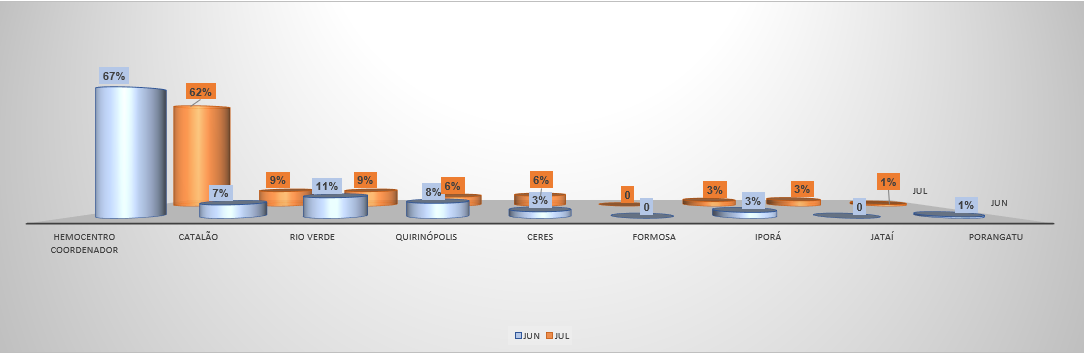 67%
62%
7%
9%
11%
9%
8%
6%
3%
6%
0
0
3%
3%
0
3%
1%
1%
JUL
JUN
HEMOCENTRO
COORDENADOR
CATALÃO
RIO VERDE
QUIRINÓPOLIS
CERES
FORMOSA
IPORÁ
JATAÍ
PORANGATU
JUN
JUL